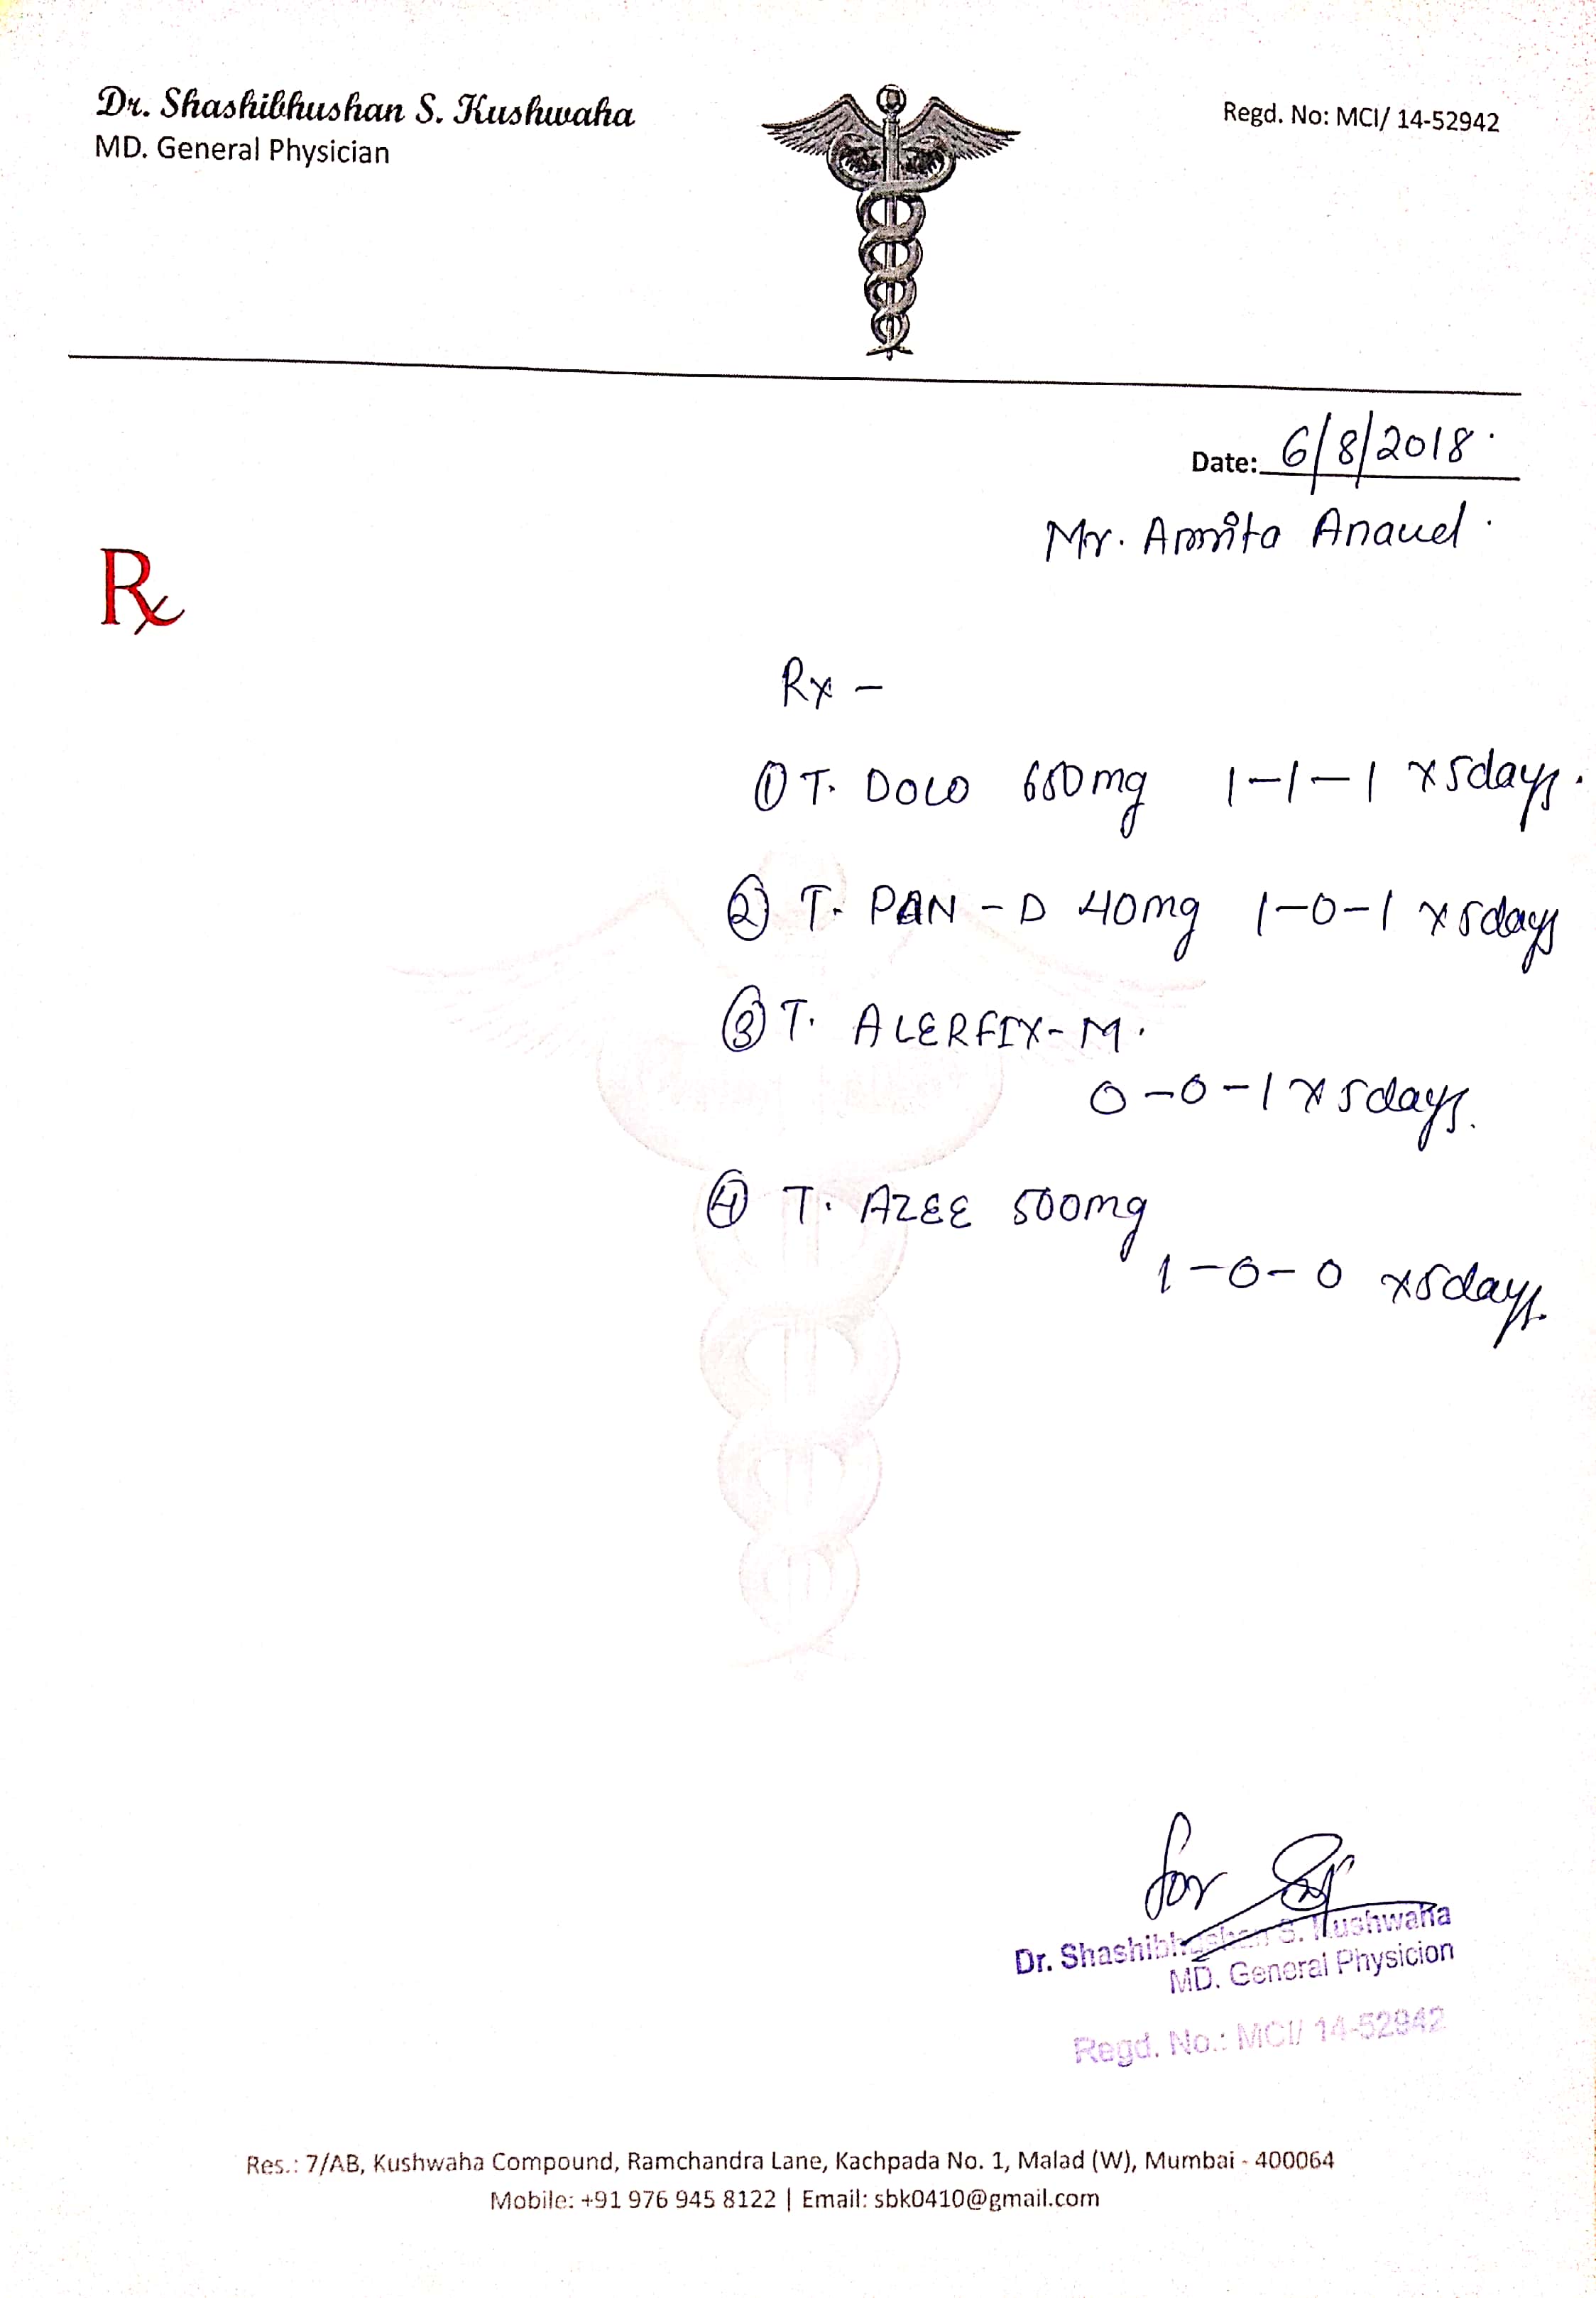 Dr. Shashibhushan S. Kushwaha
MD. General Physician
Regd. No: MCI/ 14-52942
Date: 6/8/2018
Mr. Ammita Anand
Rx
Rx -
① T. DOLO 650mg 1-1-1 x 5days.
② T. PAN-D 40mg 1-0-1 x 5days
③ T. ALERFIX-M.
0-0-1 x 5days.
④ T. AZEE 500mg
1-0-0 x 5days.
for
Dr. Shashibhushan S. Kushwaha
MD. General Physicion
Regd. No.: MCI/ 14-52942
Res.: 7/AB, Kushwaha Compound, Ramchandra Lane, Kachpada No. 1, Malad (W), Mumbai - 400064
Mobile: +91 976 945 8122 | Email: sbk0410@gmail.com